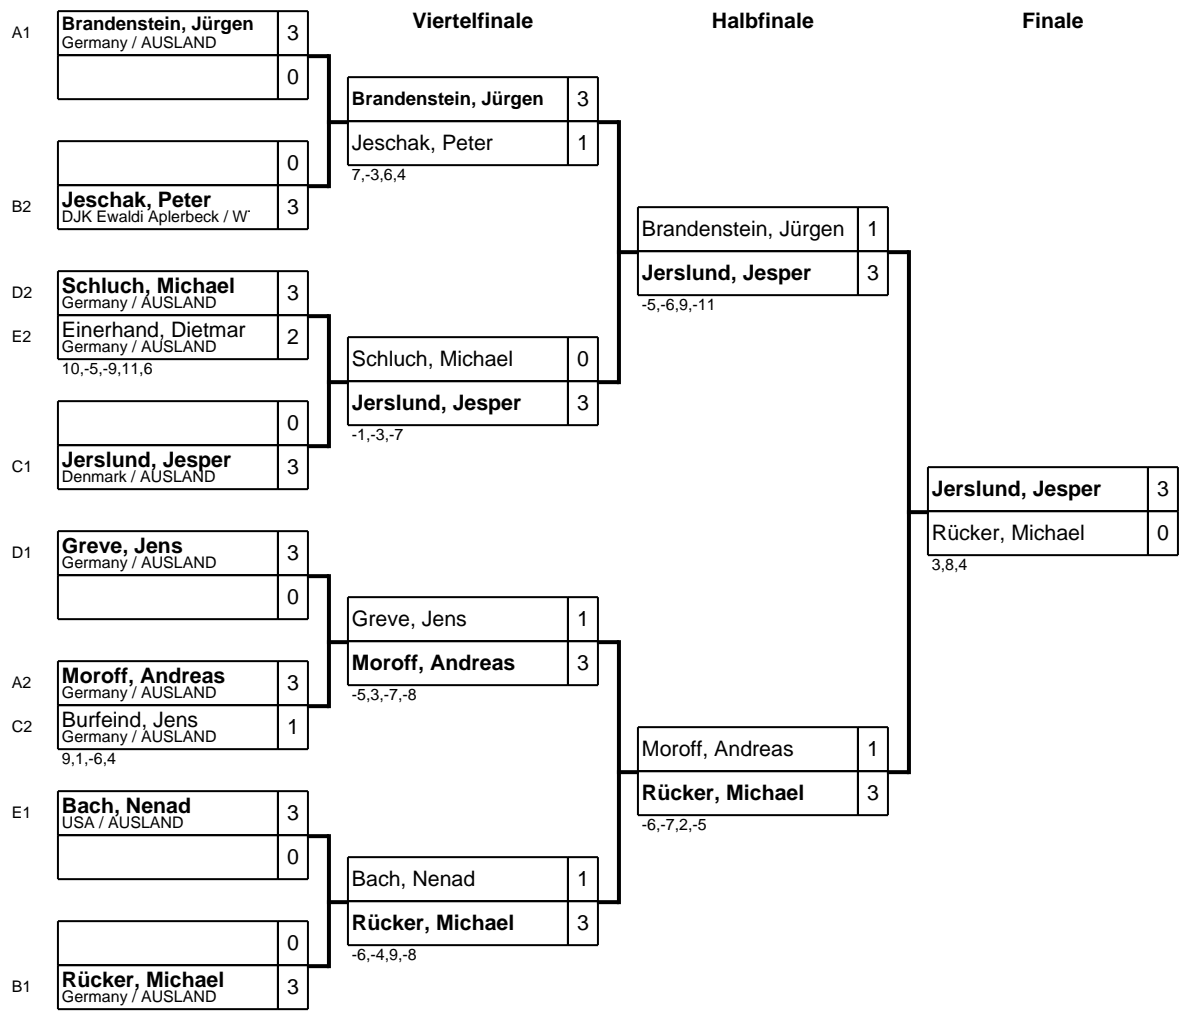 Viertelfinale
Halbfinale
Finale
A1
Brandenstein, Jürgen
3
Germany / AUSLAND
0
0
B2
Jeschak, Peter
3
DJK Ewaldi Aplerbeck / W
D2
Schluch, Michael
3
Germany / AUSLAND
E2
Einerhand, Dietmar
2
Germany / AUSLAND
10,-5,-9,11,6
0
C1
Jerslund, Jesper
3
Denmark / AUSLAND
D1
Greve, Jens
3
Germany / AUSLAND
0
A2
Moroff, Andreas
3
Germany / AUSLAND
C2
Burfeind, Jens
1
Germany / AUSLAND
9,1,-6,4
E1
Bach, Nenad
3
USA / AUSLAND
0
0
B1
Rücker, Michael
3
Germany / AUSLAND
Brandenstein, Jürgen
3
Jeschak, Peter
1
7,-3,6,4
Schluch, Michael
0
Jerslund, Jesper
3
-1,-3,-7
Greve, Jens
1
Moroff, Andreas
3
-5,3,-7,-8
Bach, Nenad
1
Rücker, Michael
3
-6,-4,9,-8
Brandenstein, Jürgen
1
Jerslund, Jesper
3
-5,-6,9,-11
Moroff, Andreas
1
Rücker, Michael
3
-6,-7,2,-5
Jerslund, Jesper
3
Rücker, Michael
0
3,8,4